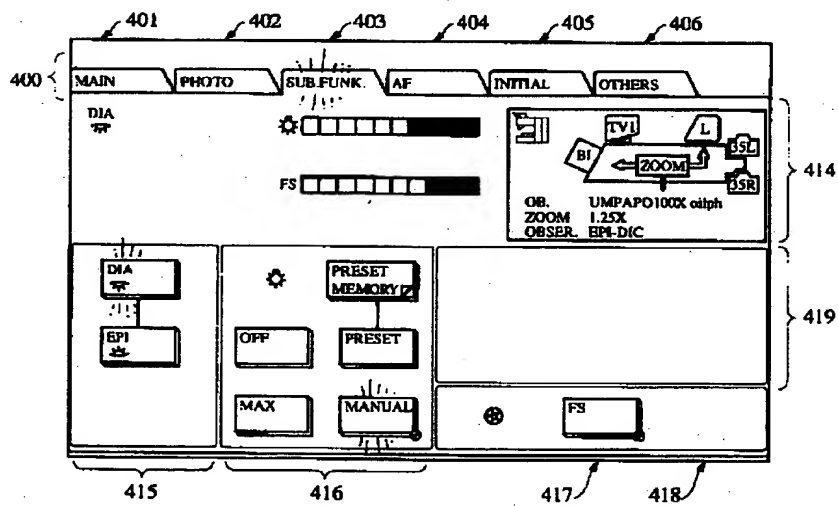 401 402 403 404 405 406
400
MAIN PHOTO SUB.FUNK. AF INITIAL OTHERS
DIA
FS
TV1 L
BI ZOOM 35L
35R
OB. UMPAPO100X oilph
ZOOM 1.25X
OBSER. EPI-DIC
414
DIA
EPI
PRESET
MEMORY
OFF PRESET
MAX MANUAL
FS
419
415 416 417 418